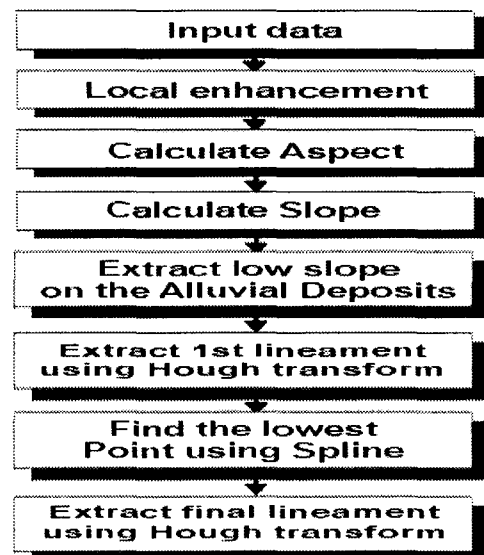 Input data
Local enhancement
Calculate Aspect
Calculate Slope
Extract low slope
on the Alluvial Deposits
Extract 1st lineament
using Hough transform
Find the lowest
Point using Spline
Extract final lineament
using Hough transform